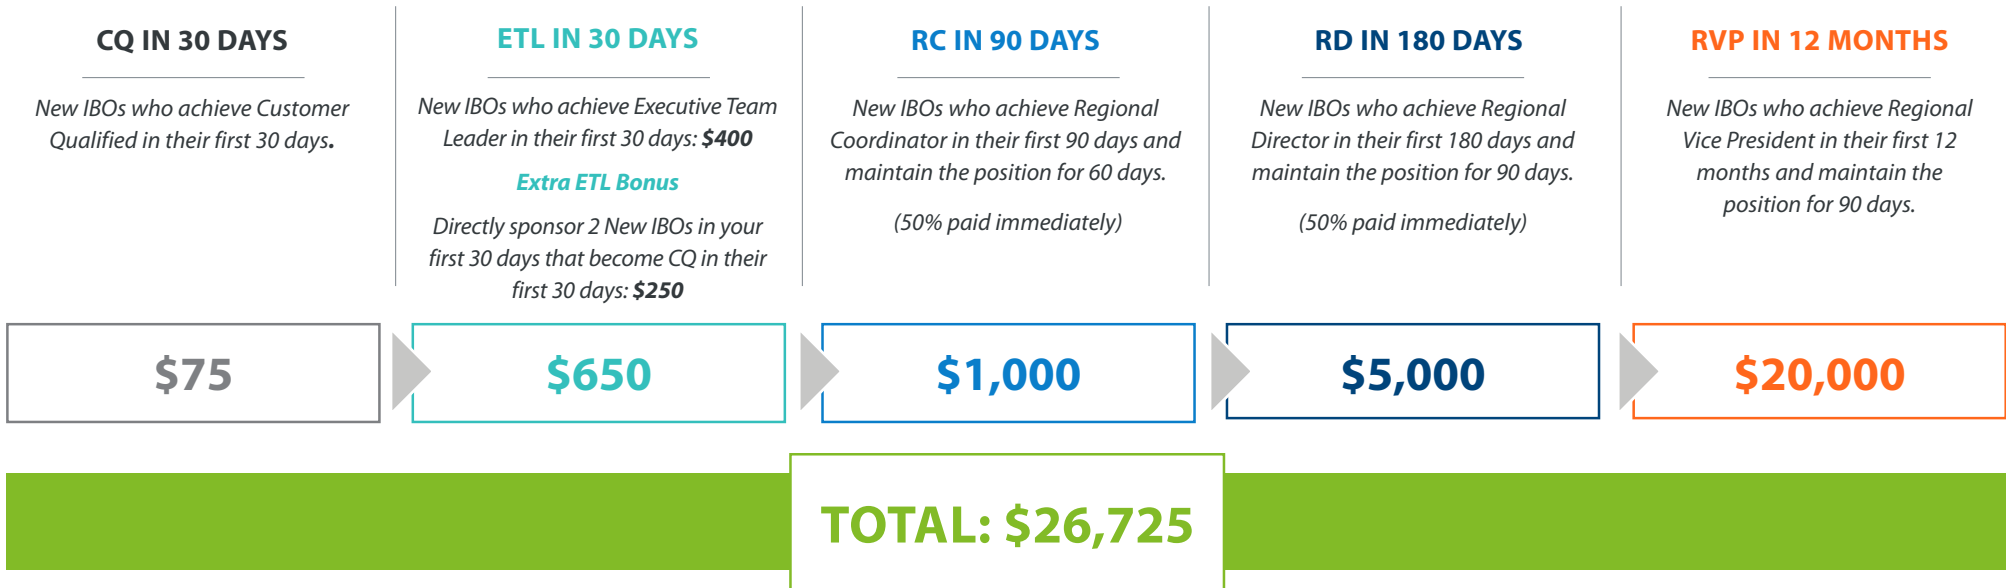 CQ IN 30 DAYS
New IBOs who achieve Customer
Qualified in their first 30 days.
ETL IN 30 DAYS
New IBOs who achieve Executive Team
Leader in their first 30 days: $400
Extra ETL Bonus
Directly sponsor 2 New IBOs in your
first 30 days that become CQ in their
first 30 days: $250
RC IN 90 DAYS
New IBOs who achieve Regional
Coordinator in their first 90 days and
maintain the position for 60 days.
(50% paid immediately)
RD IN 180 DAYS
New IBOs who achieve Regional
Director in their first 180 days and
maintain the position for 90 days.
(50% paid immediately)
RVP IN 12 MONTHS
New IBOs who achieve Regional
Vice President in their first 12
months and maintain the
position for 90 days.
$75
$650
$1,000
$5,000
$20,000
TOTAL: $26,725